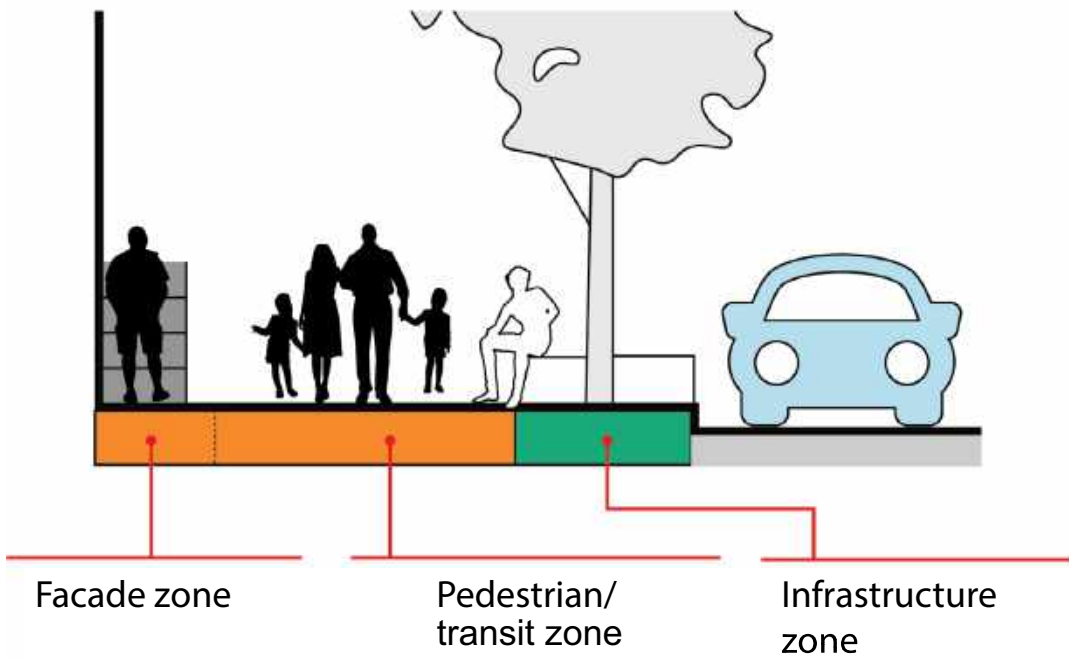 Facade zone
Pedestrian/
transit zone
Infrastructure
zone